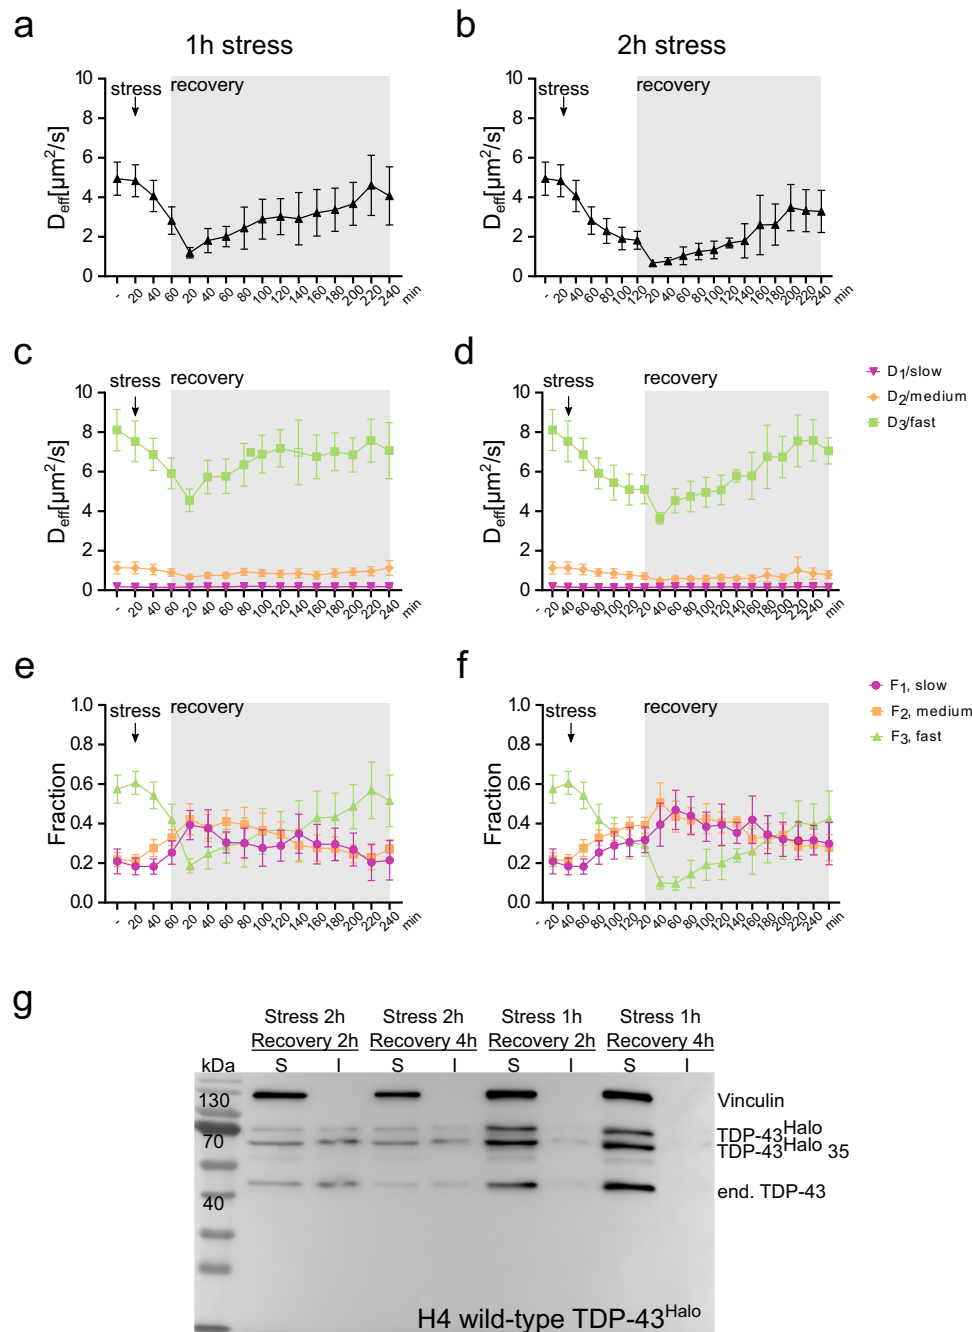 a
1h stress
D_eff[µm²/s]
10
8
6
4
2
0
stress
recovery
- 20 40 60 20 40 60 80 100 120 140 160 180 200 220 240 min
b
2h stress
D_eff[µm²/s]
10
8
6
4
2
0
stress
recovery
- 20 40 60 80 100 120 20 40 60 80 100 120 140 160 180 200 220 240 min
c
D_eff[µm²/s]
10
8
6
4
2
0
stress
recovery
- 20 40 60 20 40 60 80 100 120 140 160 180 200 220 240 min
d
D_eff[µm²/s]
10
8
6
4
2
0
stress
recovery
- 20 40 60 80 100 120 20 40 60 80 100 120 140 160 180 200 220 240 min
D1/slow
D2/medium
D3/fast
e
Fraction
1.0
0.8
0.6
0.4
0.2
0.0
stress
recovery
- 20 40 60 20 40 60 80 100 120 140 160 180 200 220 240 min
f
Fraction
1.0
0.8
0.6
0.4
0.2
0.0
stress
recovery
- 20 40 60 80 100 120 20 40 60 80 100 120 140 160 180 200 220 240 min
F1, slow
F2, medium
F3, fast
g
Stress 2h Stress 2h Stress 1h Stress 1h
Recovery 2h Recovery 4h Recovery 2h Recovery 4h
kDa S I S I S I S I
130
70
40
Vinculin
TDP-43Halo
TDP-43Halo 35
end. TDP-43
H4 wild-type TDP-43Halo